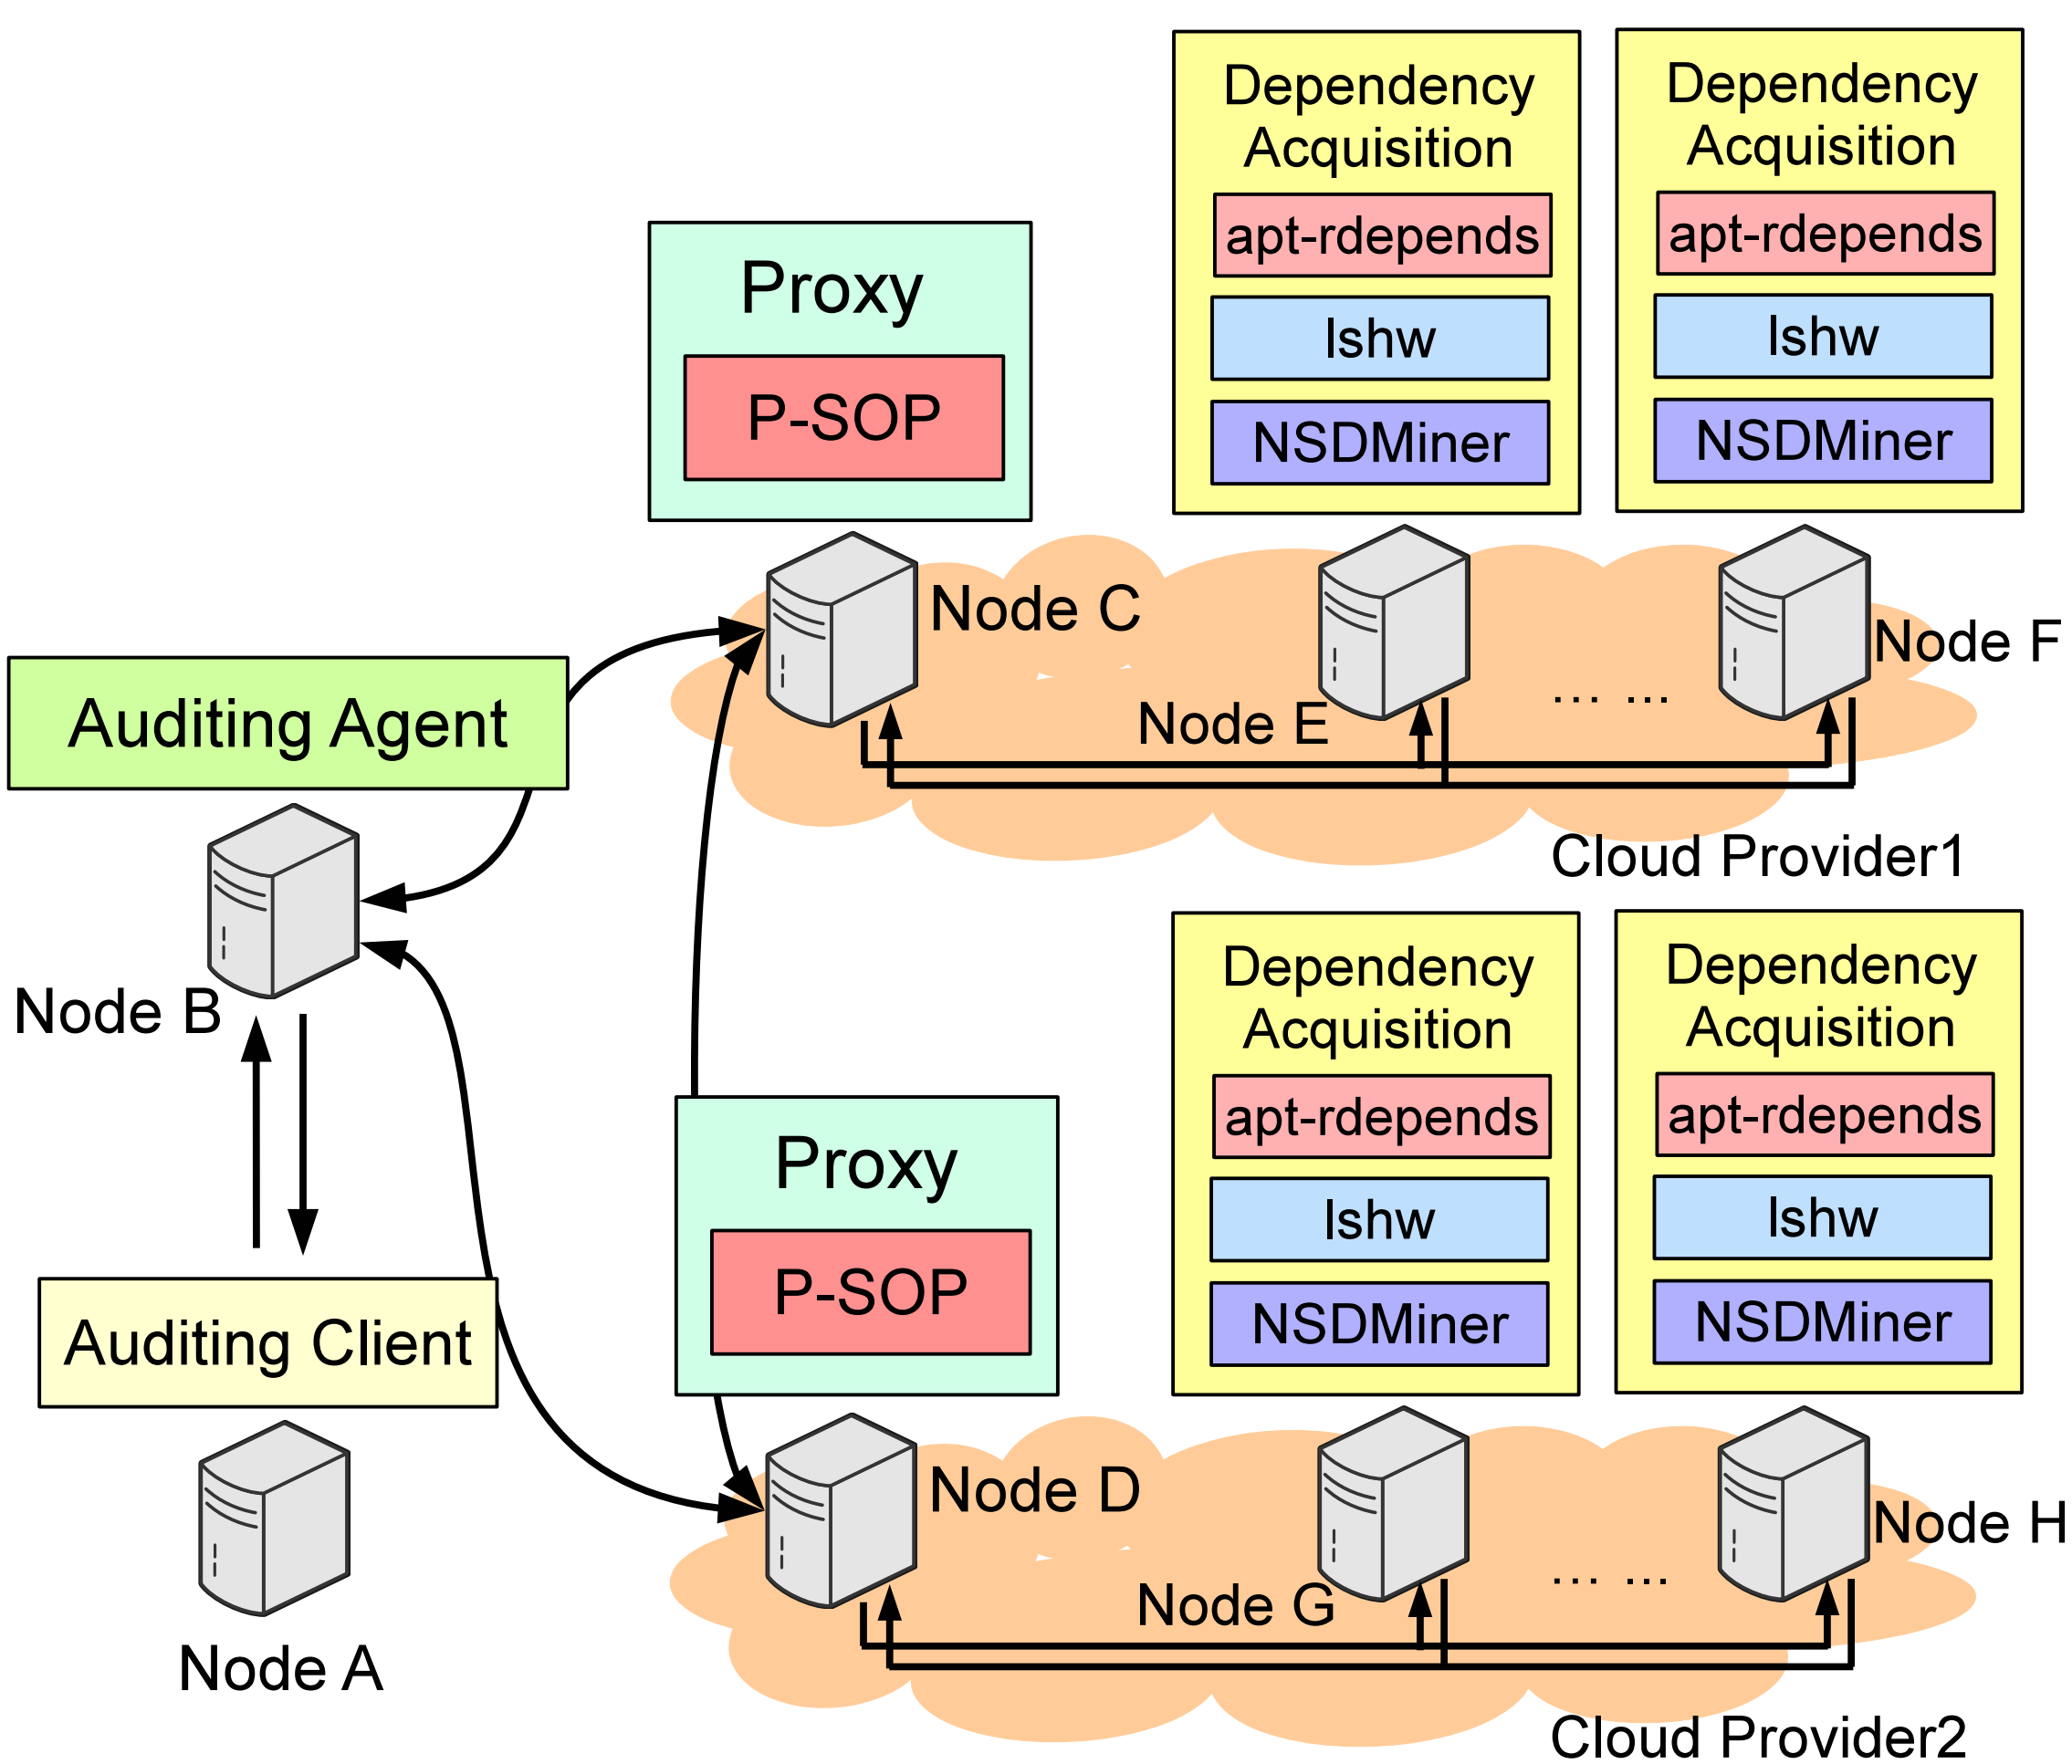 Dependency
Acquisition
apt-rdepends
lshw
NSDMiner
Dependency
Acquisition
apt-rdepends
lshw
NSDMiner
Proxy
P-SOP
Node C
Node E
... ...
Node F
Cloud Provider1
Auditing Agent
Node B
Auditing Client
Node A
Proxy
P-SOP
Dependency
Acquisition
apt-rdepends
lshw
NSDMiner
Dependency
Acquisition
apt-rdepends
lshw
NSDMiner
Node D
Node G
... ...
Node H
Cloud Provider2